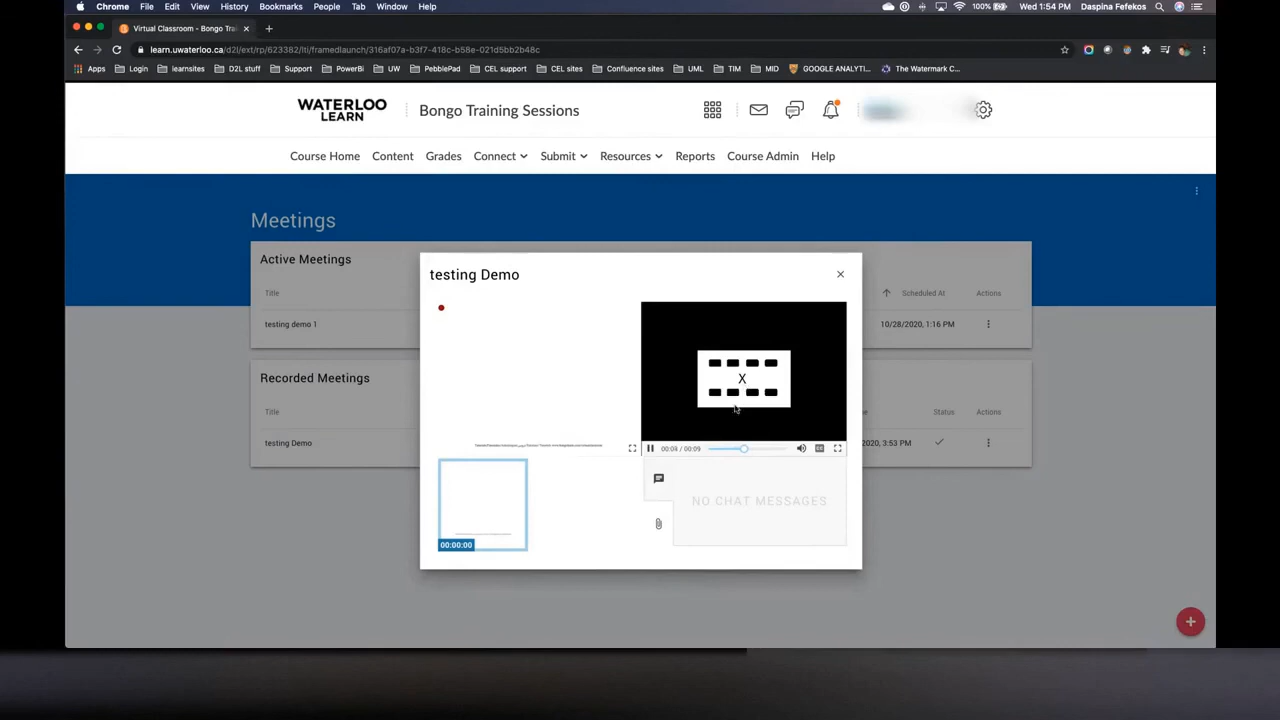 Chrome File Edit View History Bookmarks People Tab Window Help 100% Wed 1:54 PM Daspina Fefekos
Virtual Classroom - Bongo Trai
learn.uwaterloo.ca/d2l/ext/rp/623382/lti/framedlaunch/316af07a-b3f7-418c-b58e-021d5bb2b48c
Apps Login learnsites D2L stuff Support PowerBi UW PebblePad CEL support CEL sites Confluence sites UML TIM MID GOOGLE ANALYTI... The Watermark C...
WATERLOO
LEARN
Bongo Training Sessions
Course Home Content Grades Connect Submit Resources Reports Course Admin Help
Meetings
Active Meetings
Title Scheduled At Actions
testing demo 1 10/28/2020, 1:16 PM
Recorded Meetings
Title Status Actions
testing Demo 2020, 3:53 PM
testing Demo
X
00:03 / 00:09
NO CHAT MESSAGES
00:00:00